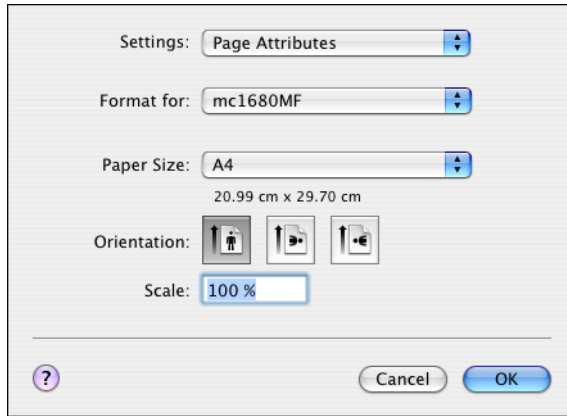 Settings: Page Attributes
Format for: mc1680MF
Paper Size: A4
20.99 cm x 29.70 cm
Orientation:
Scale: 100 %
? Cancel OK